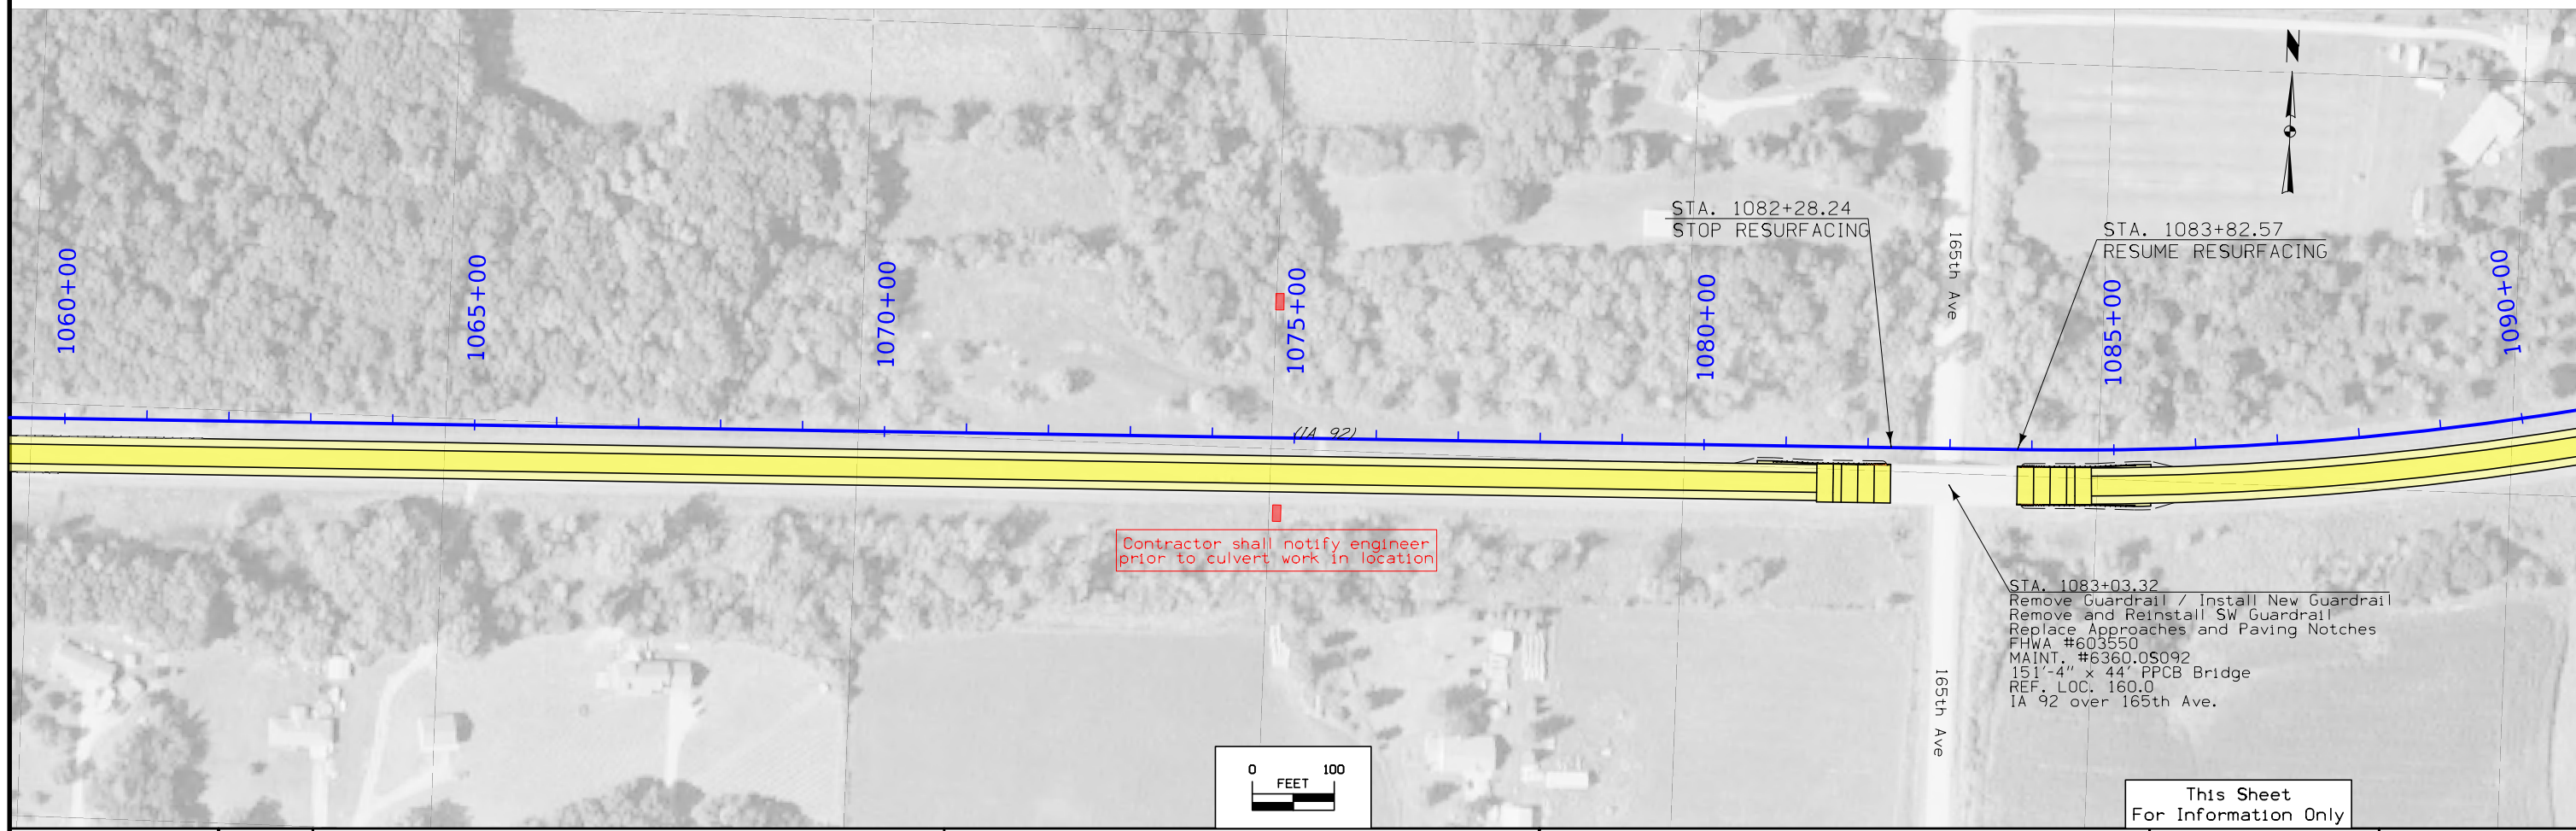 N
STA. 1082+28.24
STOP RESURFACING
165th Ave
STA. 1083+82.57
RESUME RESURFACING
1060+00
1065+00
1070+00
1075+00
1080+00
1085+00
1090+00
(IA 92)
Contractor shall notify engineer
prior to culvert work in location
STA. 1083+03.32
Remove Guardrail / Install New Guardrail
Remove and Reinstall SW Guardrail
Replace Approaches and Paving Notches
FHWA #603550
MAINT. #6360.0S092
151'-4" x 44' PPCB Bridge
REF. LOC. 160.0
IA 92 over 165th Ave.
165th Ave
0 100
FEET
This Sheet
For Information Only